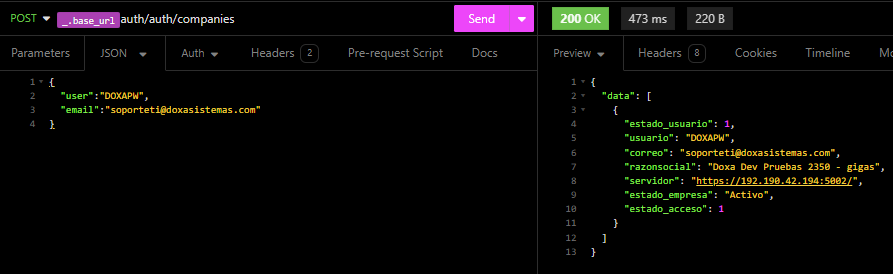 POST _.base_url auth/auth/companies Send
200 OK 473 ms 220 B
Parameters JSON Auth Headers 2 Pre-request Script Docs
Preview Headers 8 Cookies Timeline Mo
1 {
2 "user":"DOXAPW",
3 "email":"soporteti@doxasistemas.com"
4 }
1 {
2 "data": [
3 {
4 "estado_usuario": 1,
5 "usuario": "DOXAPW",
6 "correo": "soporteti@doxasistemas.com",
7 "razonsocial": "Doxa Dev Pruebas 2350 - gigas",
8 "servidor": "https://192.190.42.194:5002/",
9 "estado_empresa": "Activo",
10 "estado_acceso": 1
11 }
12 ]
13 }